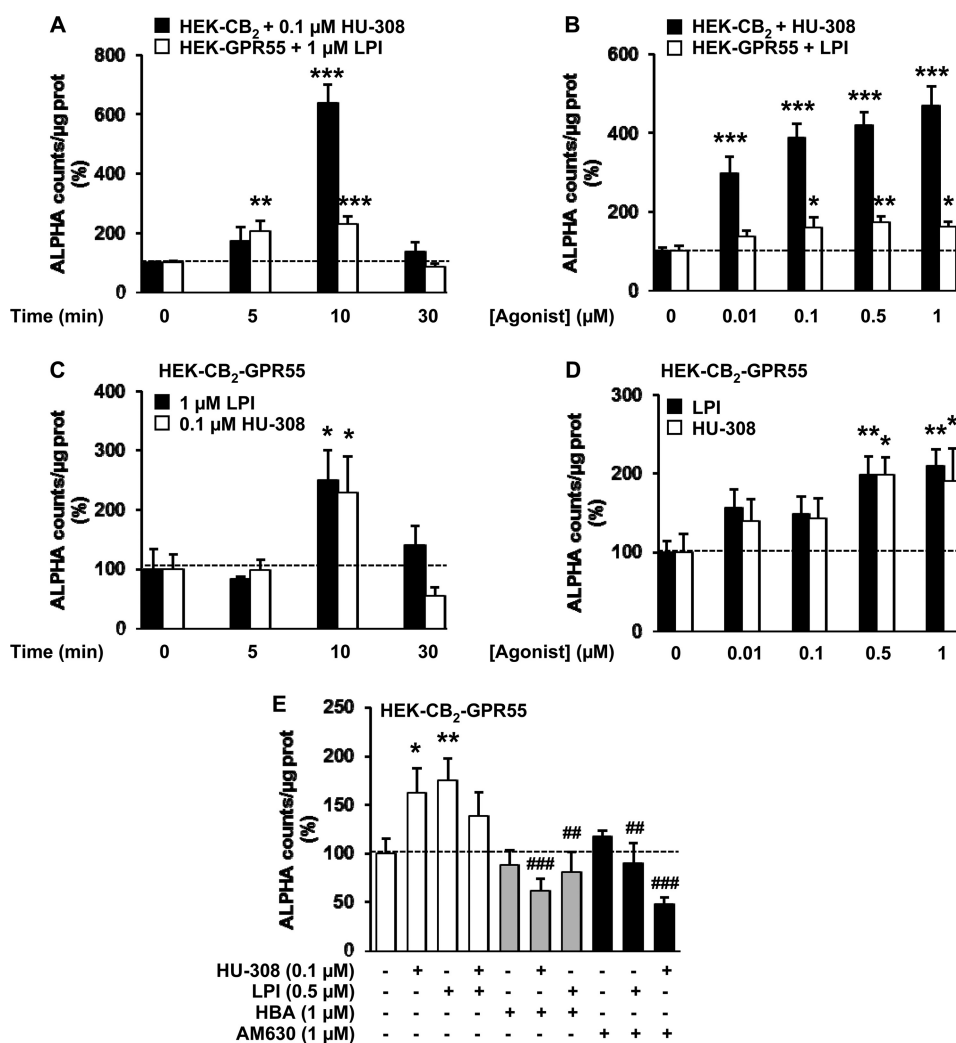 A
HEK-CB₂ + 0.1 µM HU-308
HEK-GPR55 + 1 µM LPI
ALPHA counts/µg prot
(%)
800
600
400
200
0
***
**
***
Time (min) 0 5 10 30
B
HEK-CB₂ + HU-308
HEK-GPR55 + LPI
ALPHA counts/µg prot
(%)
600
400
200
0
***
***
***
***
*
**
*
[Agonist] (µM) 0 0.01 0.1 0.5 1
C
HEK-CB₂-GPR55
1 µM LPI
0.1 µM HU-308
ALPHA counts/µg prot
(%)
400
300
200
100
0
* *
Time (min) 0 5 10 30
D
HEK-CB₂-GPR55
LPI
HU-308
ALPHA counts/µg prot
(%)
300
200
100
0
** * ** *
[Agonist] (µM) 0 0.01 0.1 0.5 1
E
HEK-CB₂-GPR55
ALPHA counts/µg prot
(%)
250
200
150
100
50
0
* **
### ## ## ###
HU-308 (0.1 µM) - + - + - + - - - +
LPI (0.5 µM) - - + + - - + - + -
HBA (1 µM) - - - - + + + - - -
AM630 (1 µM) - - - - - - - + + +